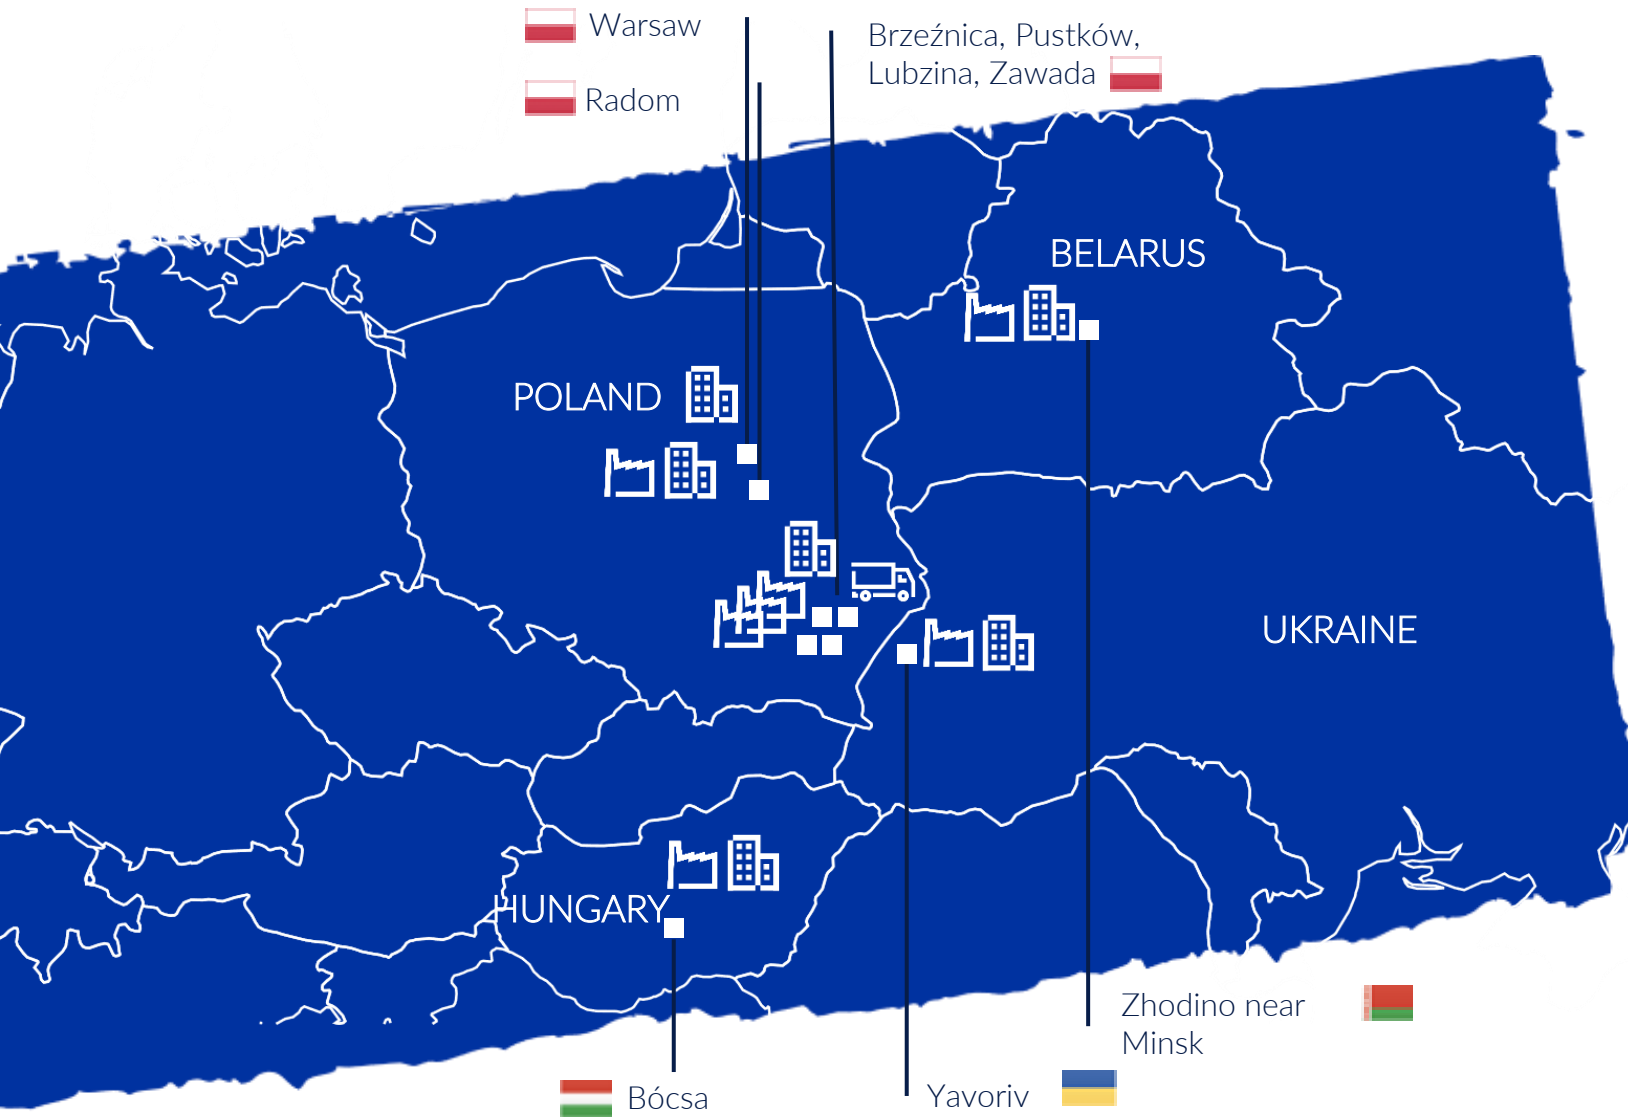 Warsaw
Brzeźnica, Pustków,
Lubzina, Zawada
Radom
BELARUS
POLAND
UKRAINE
HUNGARY
Zhodino near
Minsk
Bócsa
Yavoriv